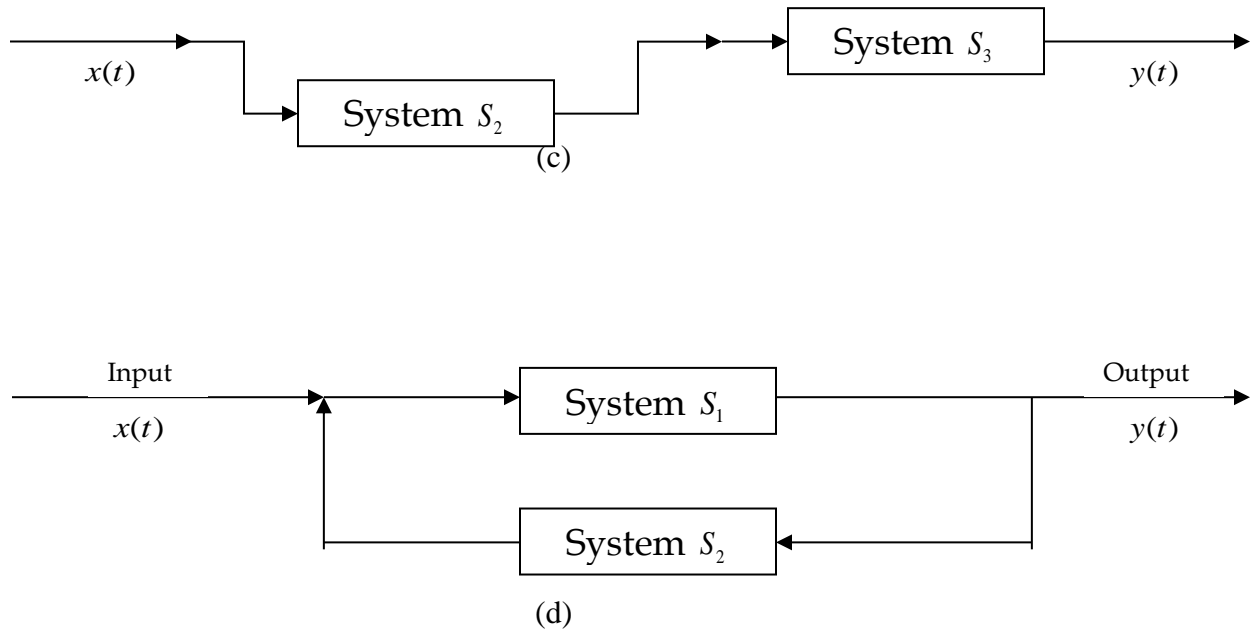 System S₃
x(t)
y(t)
System S₂
(c)
Input
Output
System S₁
x(t)
y(t)
System S₂
(d)